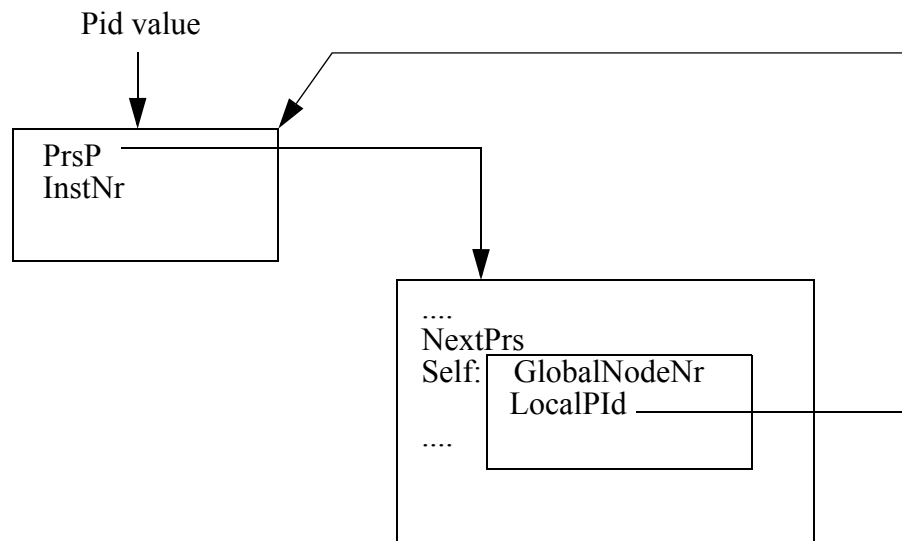 Pid value
PrsP
InstNr
....
NextPrs
Self: GlobalNodeNr
LocalPId
....